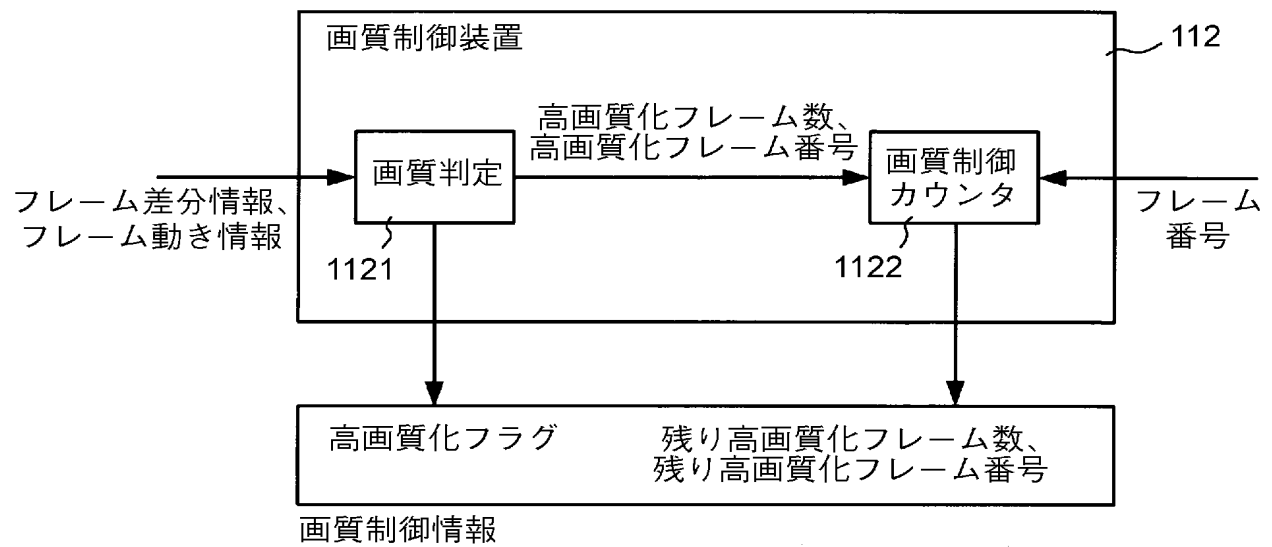 画質制御装置
112
高画質化フレーム数、
高画質化フレーム番号
画質判定
画質制御
カウンタ
フレーム差分情報、
フレーム動き情報
フレーム
番号
1121
1122
高画質化フラグ
残り高画質化フレーム数、
残り高画質化フレーム番号
画質制御情報